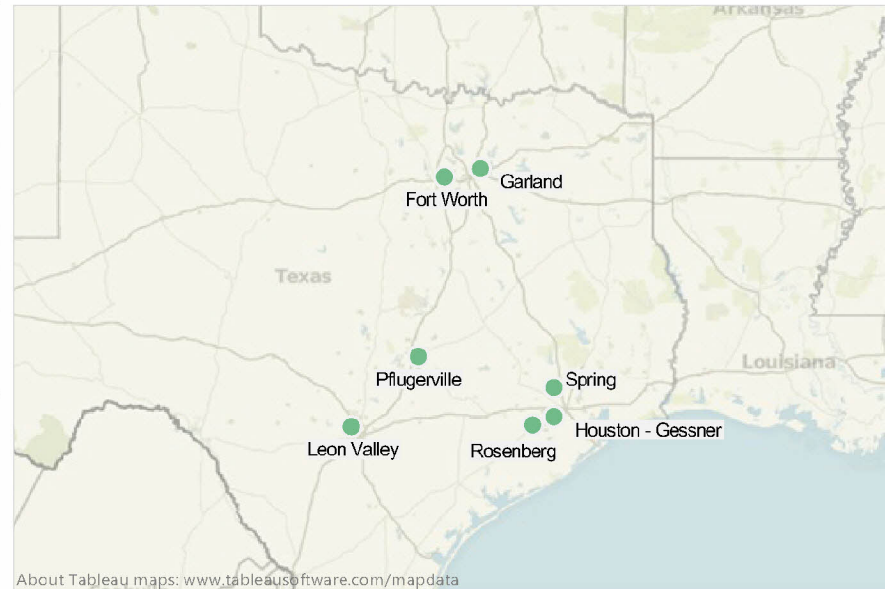 Arkansas
Garland
Fort Worth
Texas
Pflugerville
Louisiana
Spring
Houston - Gessner
Leon Valley
Rosenberg
About Tableau maps: www.tableausoftware.com/mapdata